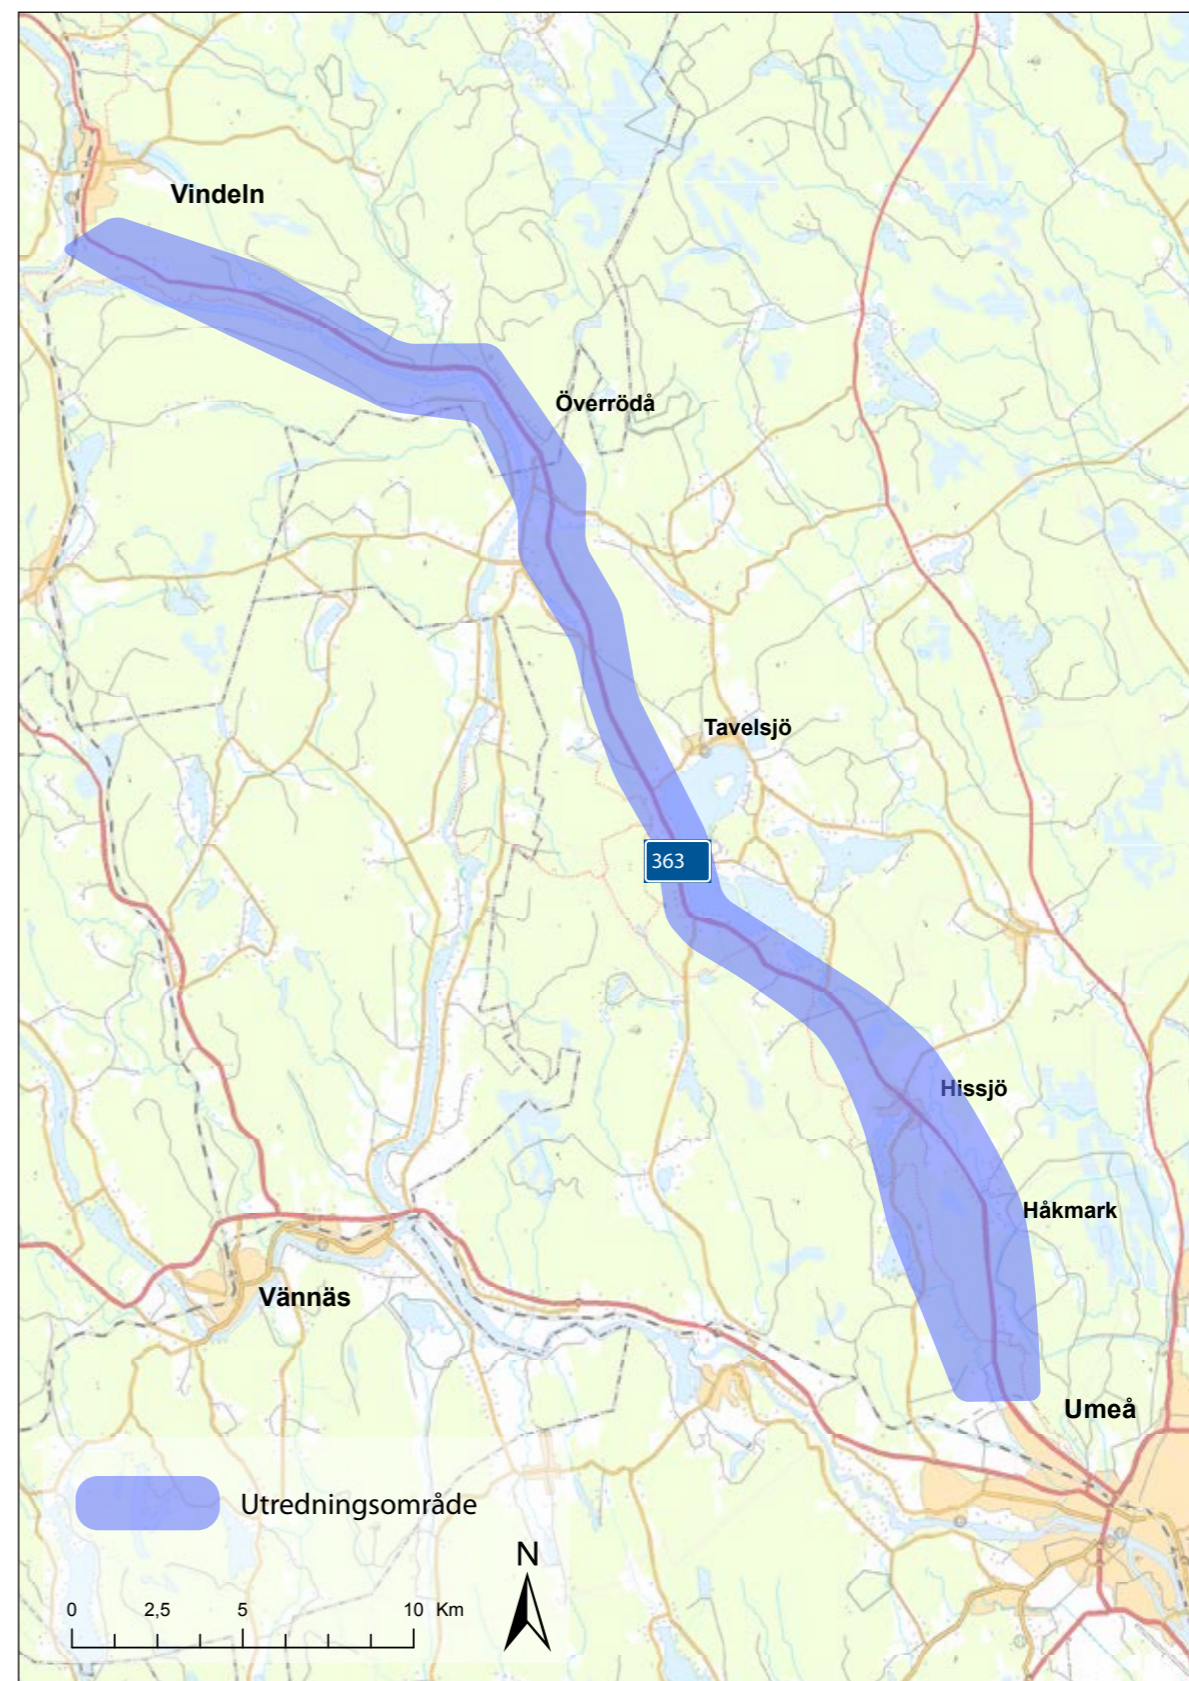 Vindeln
Överrödå
Tavelsjö
363
Hissjö
Håkmark
Vännäs
Umeå
Utredningsområde
N
0 2,5 5 10 Km